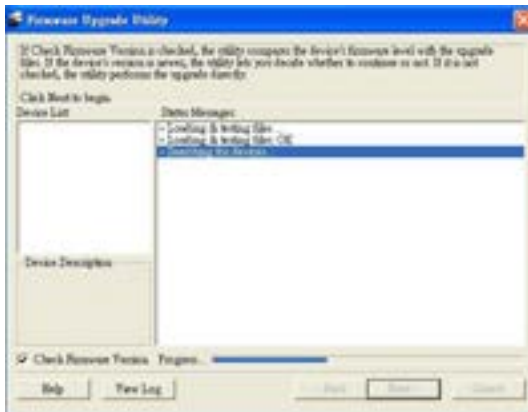 Firmware Upgrade Utility
If Check Firmware Version is checked, the utility compares the device's firmware level with the upgrade
files. If the device's version is newer, the utility lets you decide whether to continue or not. If it is not
checked, the utility performs the upgrade directly.
Click Next to begin.
Device List
Status Messages:
- Loading & testing files
- Loading & testing files: OK
- Searching for devices
Device Description
Check Firmware Version
Progress...
Help
View Log
Back
Next
Cancel